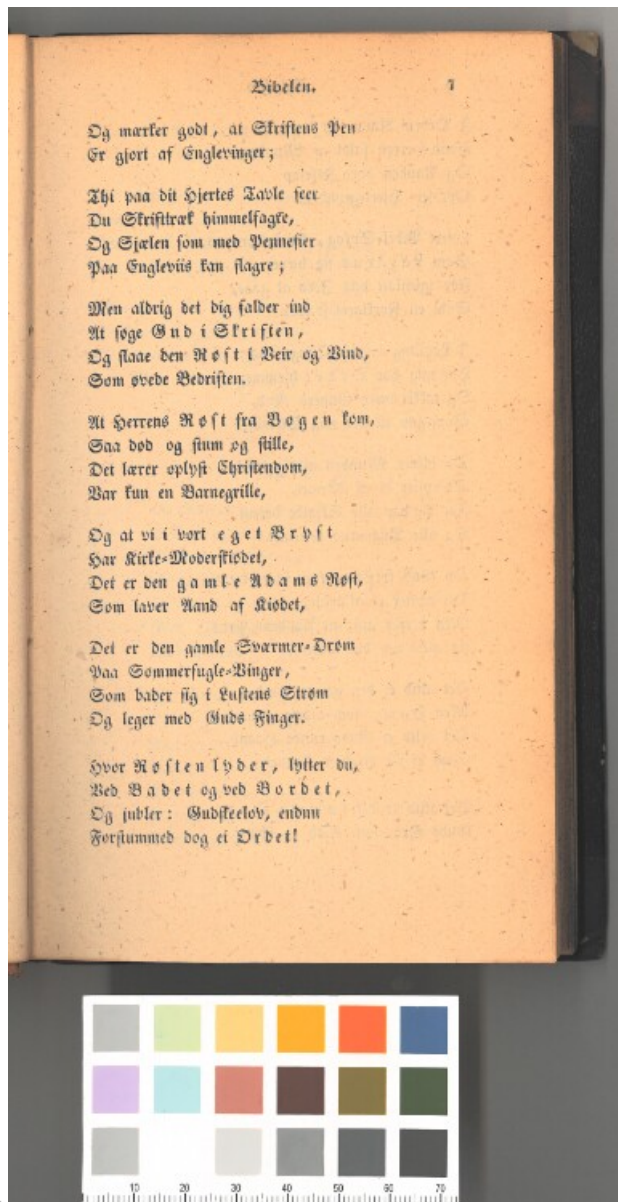 Bibelen. 7
Og mærker godt, at Skriftens Pen
Er gjort af Englevinger;
Thi paa dit Hjertes Tavle seer
Du Skrifttræk himmelfagre,
Og Sjælen som med Pennefier
Paa Engleviis kan flagre;
Men aldrig det dig falder ind
At søge Gud i Skriften,
Og slaae den Røst i Veir og Vind,
Som øvede Bedriften.
At Herrens Røst fra Bogen kom,
Saa død og stum og stille,
Det lærer oplyst Christendom,
Var kun en Barnegrille,
Og at vi i vort eget Bryst
Har Kirke-Moderskiødet,
Det er den gamle Adams Røst,
Som laver Aand af Kiødet,
Det er den gamle Sværmer-Drøm
Paa Sommerfugle-Vinger,
Som bader sig i Luftens Strøm
Og leger med Guds Finger.
Hvor Røsten lyder, lytter du,
Ved Badet og ved Bordet,
Og jubler: Gudskeelov, endnu
Forstummed dog ei Ordet!
10 20 30 40 50 60 70